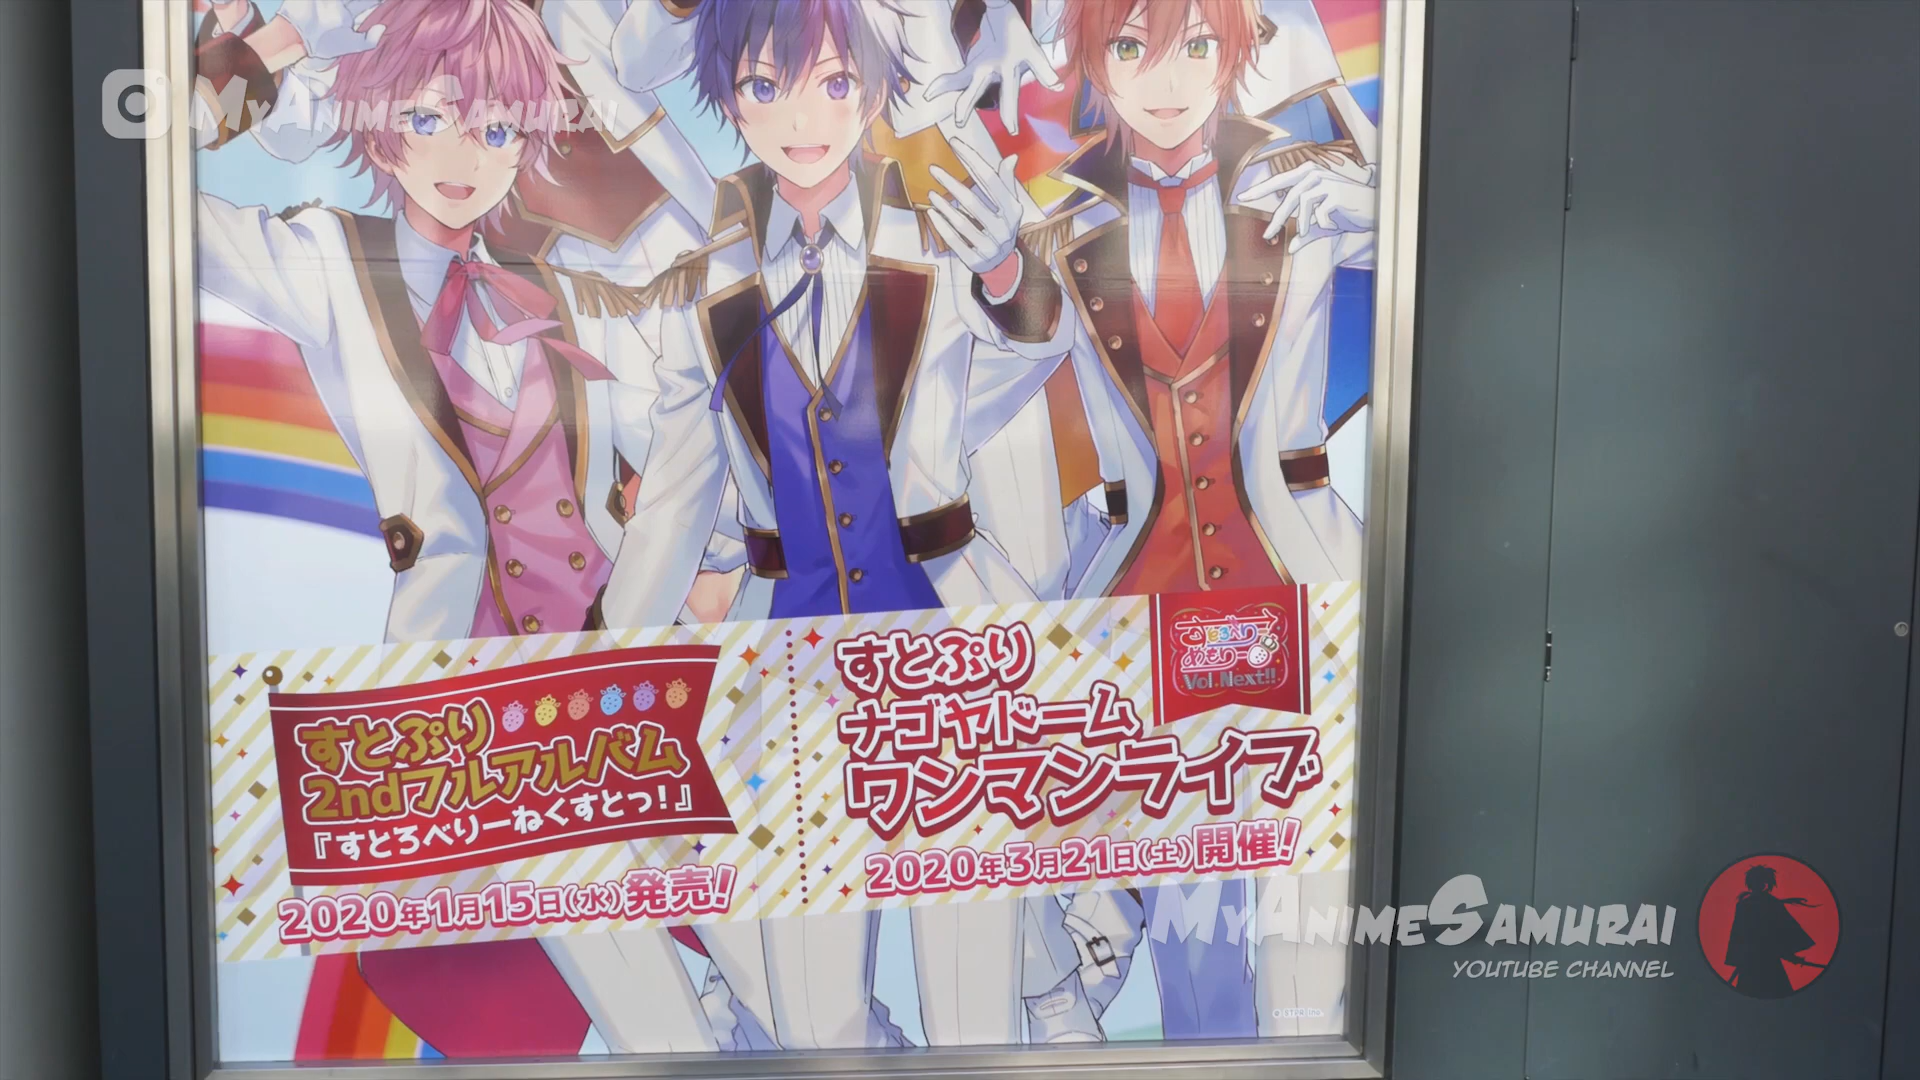 MyAnimeSamurai
すとぷり
2ndフルアルバム
『すとろべりーねくすとっ!』
2020年1月15日(水)発売!
すとぷり
ナゴヤドーム
ワンマンライブ
2020年3月21日(土)開催!
すとろべりー
めもりー
Vol.Next!!
MyAnimeSamurai
YouTube Channel
© STPR Inc.